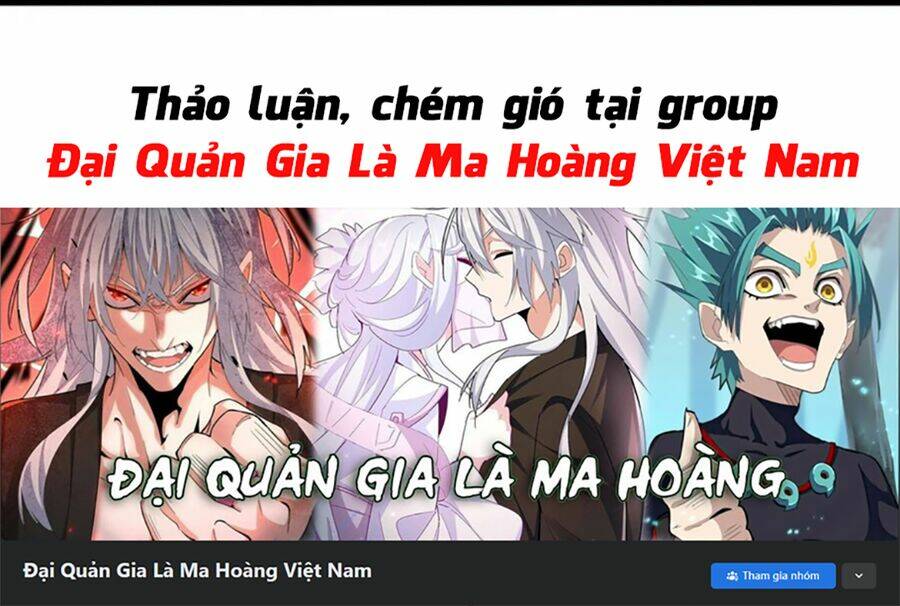 Thảo luận, chém gió tại group
Đại Quản Gia Là Ma Hoàng Việt Nam
ĐẠI QUẢN GIA LÀ MA HOÀNG
Đại Quản Gia Là Ma Hoàng Việt Nam
Tham gia nhóm